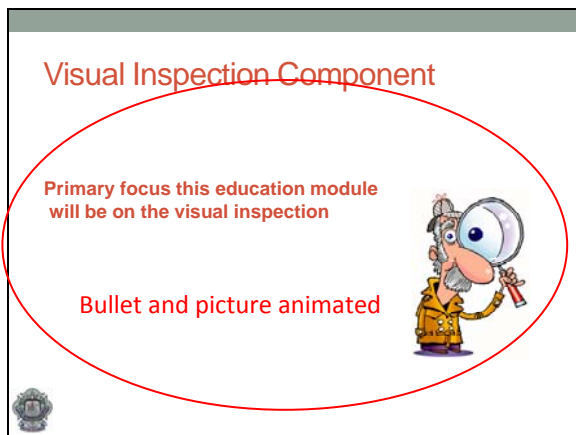 Visual Inspection Component
Primary focus this education module
will be on the visual inspection
Bullet and picture animated